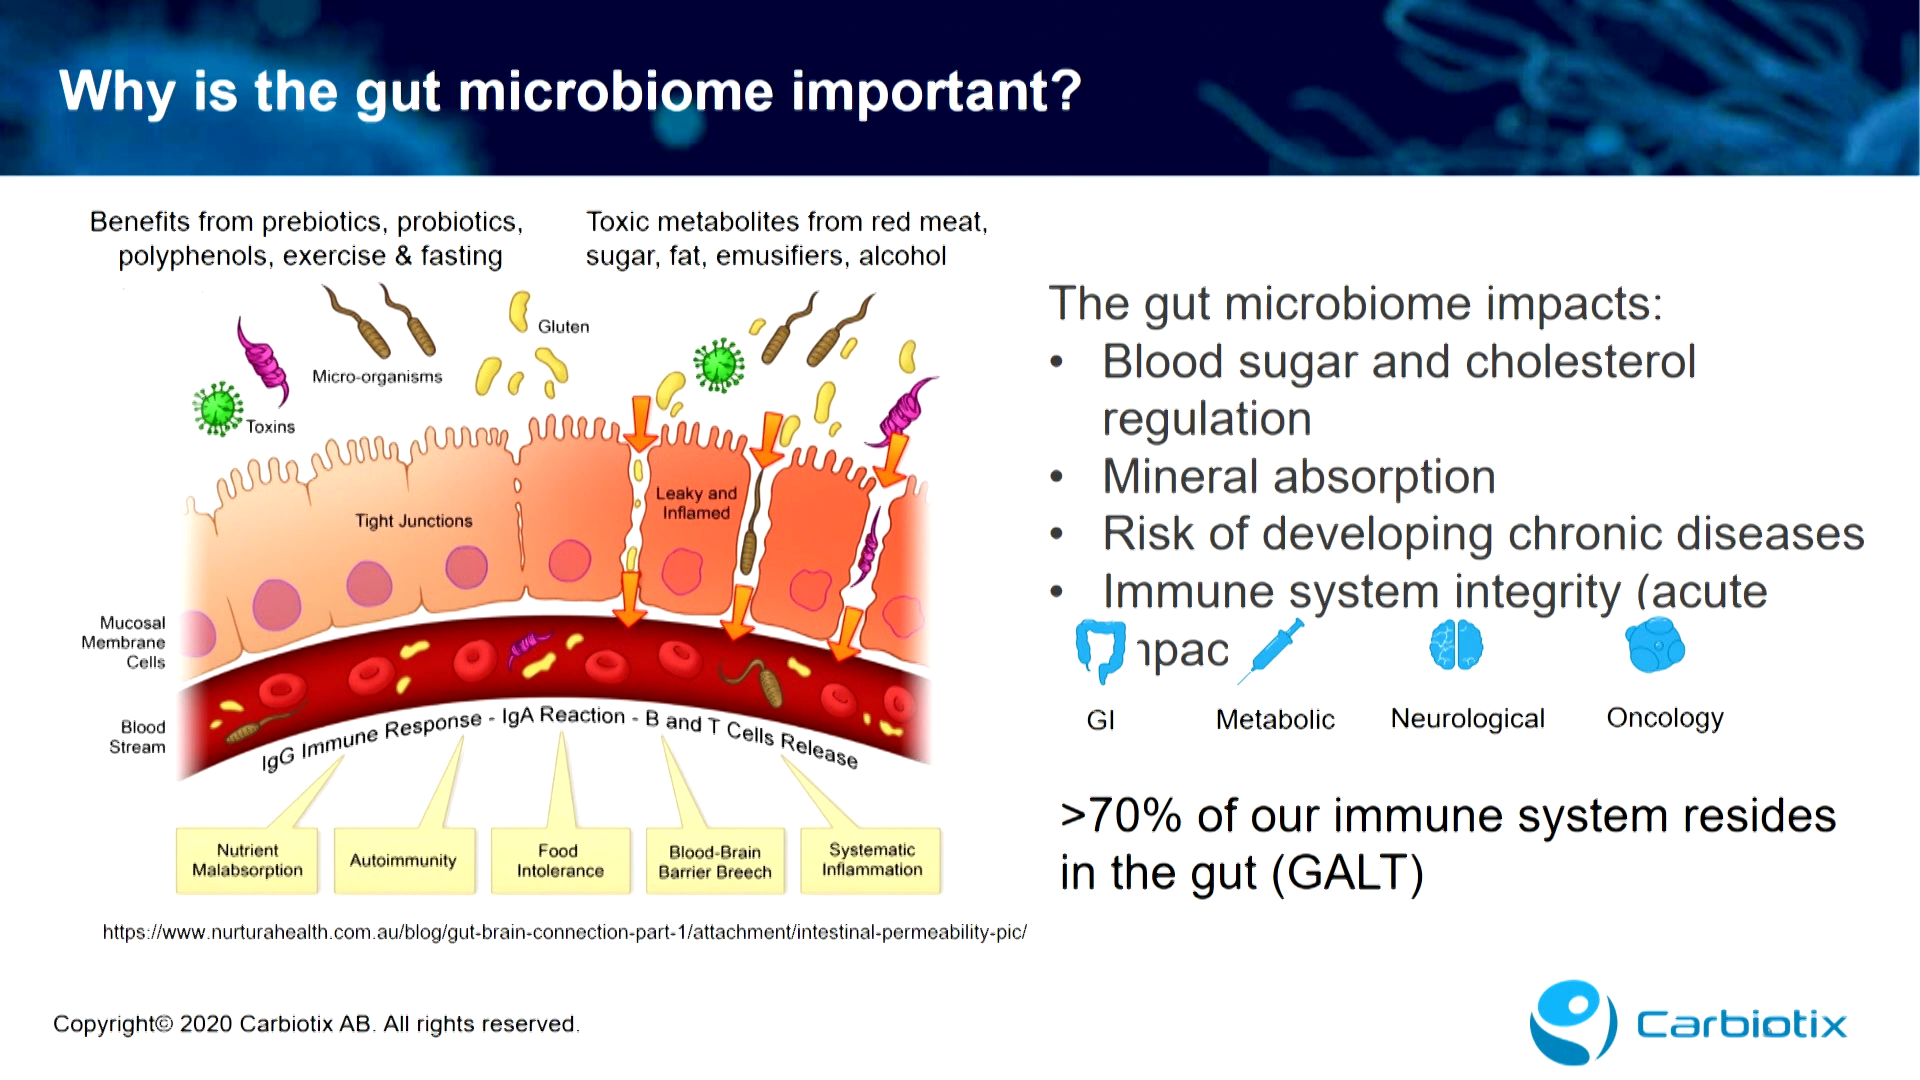 Why is the gut microbiome important?
Benefits from prebiotics, probiotics,
polyphenols, exercise & fasting
Toxic metabolites from red meat,
sugar, fat, emusifiers, alcohol
Gluten
Micro-organisms
Toxins
Tight Junctions
Leaky and
Inflamed
Mucosal
Membrane
Cells
Blood
Stream
IgG Immune Response - IgA Reaction - B and T Cells Release
Nutrient
Malabsorption
Autoimmunity
Food
Intolerance
Blood-Brain
Barrier Breech
Systematic
Inflammation
https://www.nurturahealth.com.au/blog/gut-brain-connection-part-1/attachment/intestinal-permeability-pic/
The gut microbiome impacts:
• Blood sugar and cholesterol
regulation
• Mineral absorption
• Risk of developing chronic diseases
• Immune system integrity (acute
GI
Metabolic
Neurological
Oncology
>70% of our immune system resides
in the gut (GALT)
Copyright© 2020 Carbiotix AB. All rights reserved.
Carbiotix